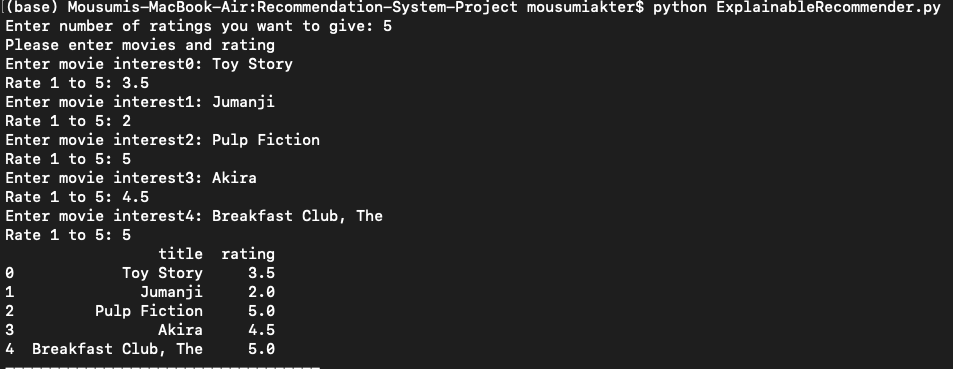 [(base) Mousumis-MacBook-Air:Recommendation-System-Project mousumiakter$ python ExplainableRecommender.py
Enter number of ratings you want to give: 5
Please enter movies and rating
Enter movie interest0: Toy Story
Rate 1 to 5: 3.5
Enter movie interest1: Jumanji
Rate 1 to 5: 2
Enter movie interest2: Pulp Fiction
Rate 1 to 5: 5
Enter movie interest3: Akira
Rate 1 to 5: 4.5
Enter movie interest4: Breakfast Club, The
Rate 1 to 5: 5
                 title  rating
0            Toy Story     3.5
1              Jumanji     2.0
2         Pulp Fiction     5.0
3                Akira     4.5
4  Breakfast Club, The     5.0